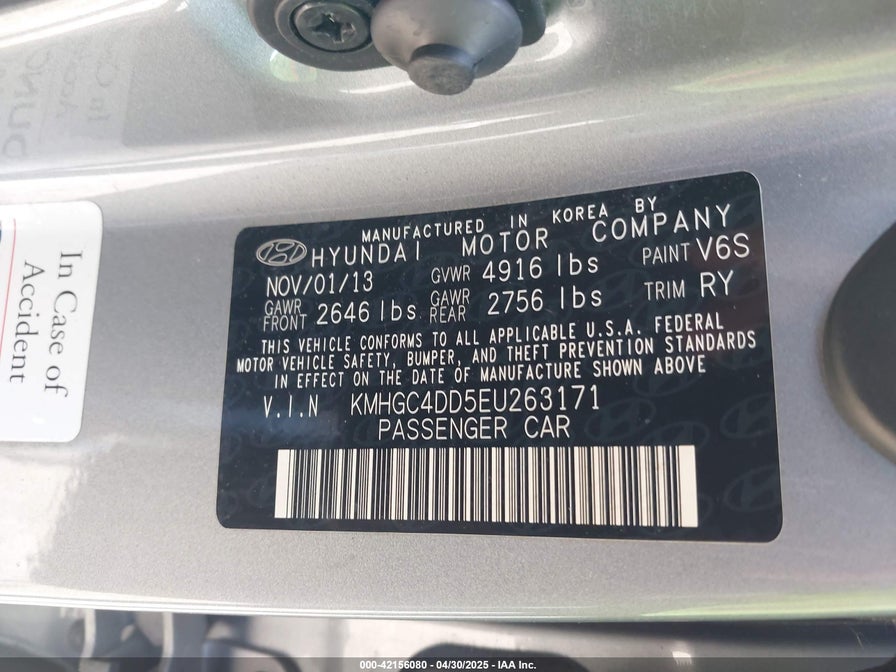 In Case of
Accident
MANUFACTURED IN KOREA BY
HYUNDAI MOTOR COMPANY
NOV/01/13 GVWR 4916 lbs PAINT V6S
GAWR FRONT 2646 lbs GAWR REAR 2756 lbs TRIM RY
THIS VEHICLE CONFORMS TO ALL APPLICABLE U.S.A. FEDERAL
MOTOR VEHICLE SAFETY, BUMPER, AND THEFT PREVENTION STANDARDS
IN EFFECT ON THE DATE OF MANUFACTURE SHOWN ABOVE
V.I.N KMHGC4DD5EU263171
PASSENGER CAR
000-42156080 - 04/30/2025 - IAA Inc.